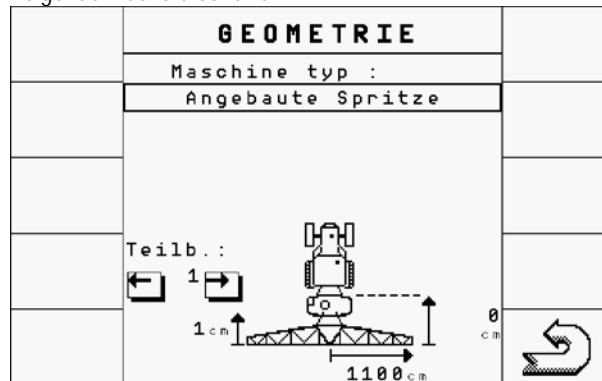 GEOMETRIE
Maschine typ :
Angebaute Spritze
Teilb.:
1
0
cm
1cm
1100cm